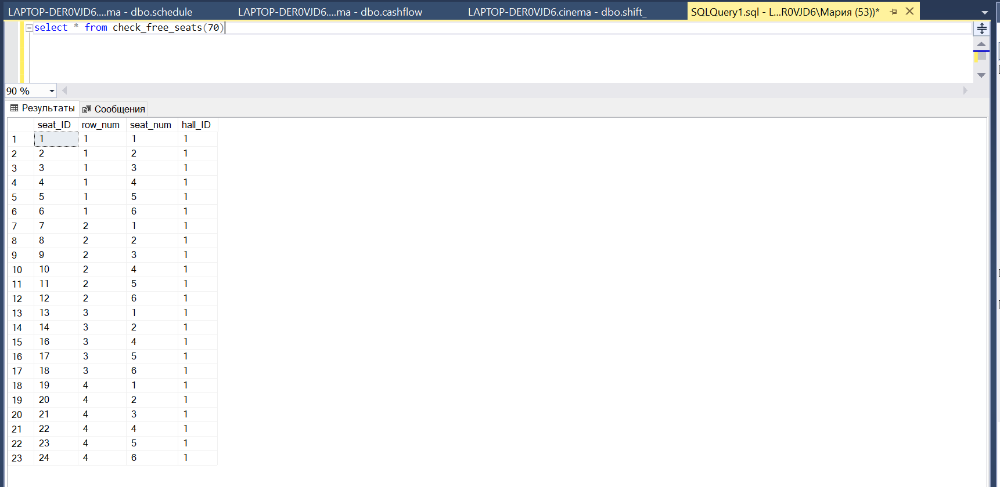 LAPTOP-DER0VJD6....ma - dbo.schedule LAPTOP-DER0VJD6....ma - dbo.cashflow LAPTOP-DER0VJD6.cinema - dbo.shift_ SQLQuery1.sql - L...R0VJD6\Мария (53))*
select * from check_free_seats(70)
90 %
Результаты Сообщения
seat_ID row_num seat_num hall_ID
1 1 1 1 1
2 2 1 2 1
3 3 1 3 1
4 4 1 4 1
5 5 1 5 1
6 6 1 6 1
7 7 2 1 1
8 8 2 2 1
9 9 2 3 1
10 10 2 4 1
11 11 2 5 1
12 12 2 6 1
13 13 3 1 1
14 14 3 2 1
15 16 3 4 1
16 17 3 5 1
17 18 3 6 1
18 19 4 1 1
19 20 4 2 1
20 21 4 3 1
21 22 4 4 1
22 23 4 5 1
23 24 4 6 1